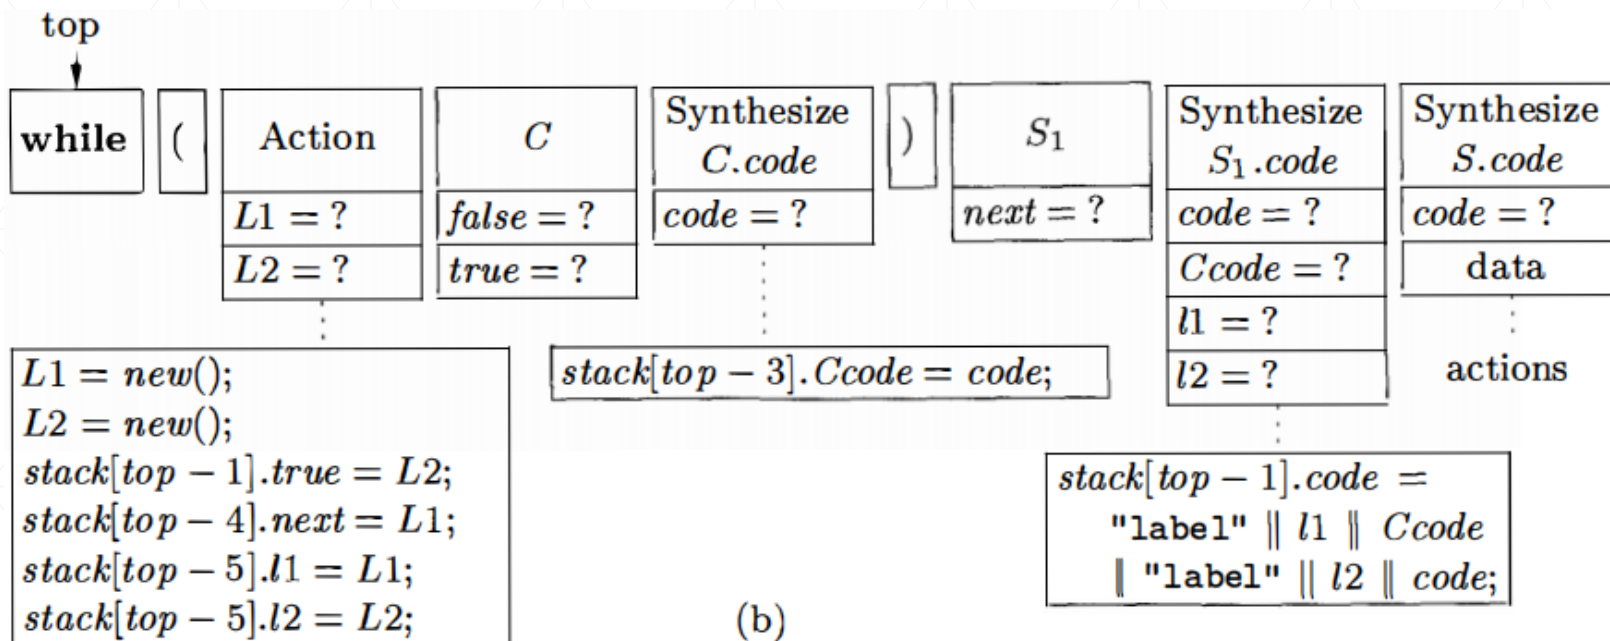 top
while ( Action C Synthesize C.code ) S₁ Synthesize S₁.code Synthesize S.code
L1 = ? false = ? code = ? next = ? code = ? code = ?
L2 = ? true = ? Ccode = ? data
l1 = ?
l2 = ? actions
L1 = new();
L2 = new();
stack[top − 1].true = L2;
stack[top − 4].next = L1;
stack[top − 5].l1 = L1;
stack[top − 5].l2 = L2;
stack[top − 3].Ccode = code;
stack[top − 1].code =
"label" || l1 || Ccode
|| "label" || l2 || code;
(b)